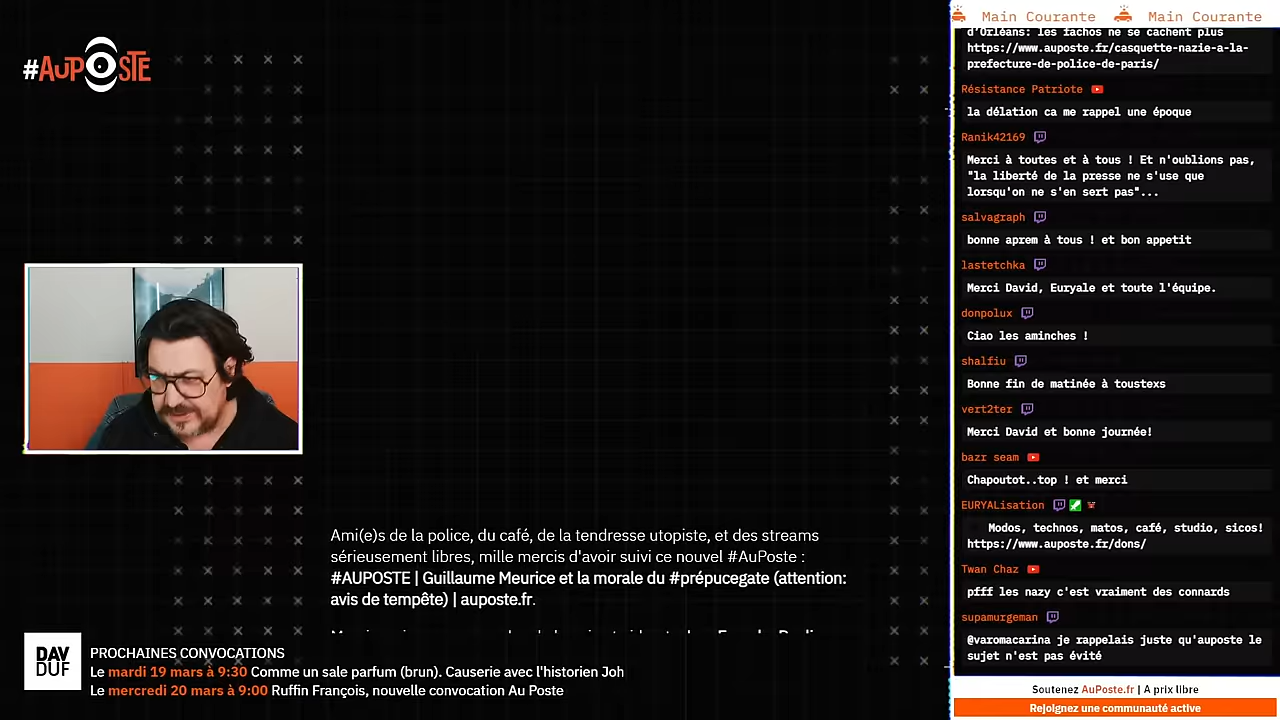 #AuPOSTE
Ami(e)s de la police, du café, de la tendresse utopiste, et des streams
sérieusement libres, mille mercis d'avoir suivi ce nouvel #AuPoste :
#AUPOSTE | Guillaume Meurice et la morale du #prépucegate (attention:
avis de tempête) | auposte.fr.
DAV
DUF
PROCHAINES CONVOCATIONS
Le mardi 19 mars à 9:30 Comme un sale parfum (brun). Causerie avec l'historien Joh
Le mercredi 20 mars à 9:00 Ruffin François, nouvelle convocation Au Poste
Main Courante Main Courante
d'Orléans: les fachos ne se cachent plus
https://www.auposte.fr/casquette-nazie-a-la-
prefecture-de-police-de-paris/
Résistance Patriote
la délation ca me rappel une époque
Ranik42169
Merci à toutes et à tous ! Et n'oublions pas,
"la liberté de la presse ne s'use que
lorsqu'on ne s'en sert pas"...
salvagraph
bonne aprem à tous ! et bon appetit
lastetchka
Merci David, Euryale et toute l'équipe.
donpolux
Ciao les aminches !
shalfiu
Bonne fin de matinée à toustexs
vert2ter
Merci David et bonne journée!
bazr seam
Chapoutot..top ! et merci
EURYALisation
Modos, technos, matos, café, studio, sicos!
https://www.auposte.fr/dons/
Twan Chaz
pfff les nazy c'est vraiment des connards
supamurgeman
@varomacarina je rappelais juste qu'auposte le
sujet n'est pas évité
Soutenez AuPoste.fr | A prix libre
Rejoignez une communauté active